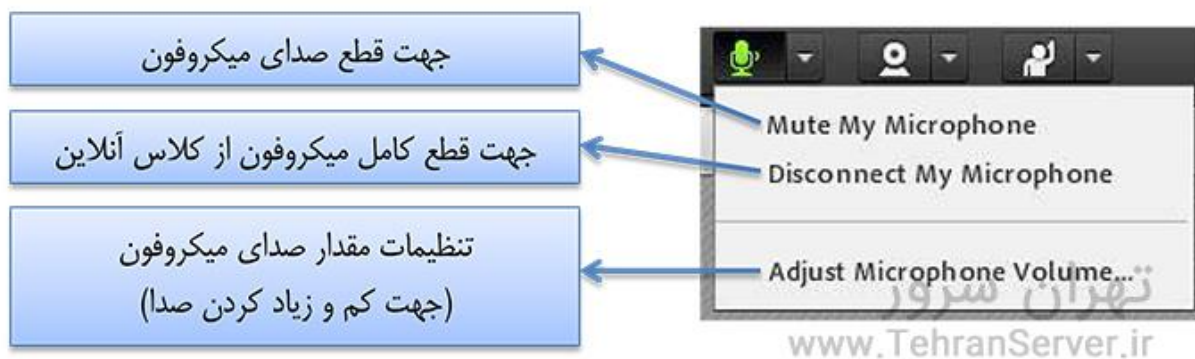 جهت قطع صدای میکروفون
Mute My Microphone
جهت قطع کامل میکروفون از کلاس آنلاین
Disconnect My Microphone
تنظیمات مقدار صدای میکروفون
(جهت کم و زیاد کردن صدا)
Adjust Microphone Volume...
تهران سرور
www.TehranServer.ir